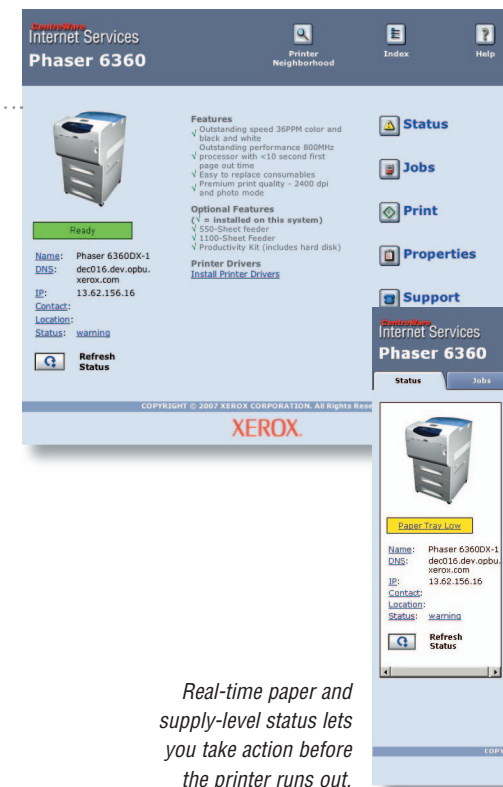 CentreWare
Internet Services
Phaser 6360
Printer
Neighborhood
Index
Help
Ready
Name: Phaser 6360DX-1
DNS: dec016.dev.opbu.
xerox.com
IP: 13.62.156.16
Contact:
Location:
Status: warning
Refresh
Status
Features
√ Outstanding speed 36PPM color and
black and white
Outstanding performance 800MHz
√ processor with <10 second first
page out time
√ Easy to replace consumables
√ Premium print quality - 2400 dpi
and photo mode
Optional Features
(√ = installed on this system)
√ 550-Sheet feeder
√ 1100-Sheet Feeder
√ Productivity Kit (includes hard disk)
Printer Drivers
Install Printer Drivers
Status
Jobs
Print
Properties
Support
COPYRIGHT © 2007 XEROX CORPORATION. All Rights Rese
XEROX.
CentreWare
Internet Services
Phaser 6360
Status
Jobs
Paper Tray Low
Name: Phaser 6360DX-1
DNS: dec016.dev.opbu.
xerox.com
IP: 13.62.156.16
Contact:
Location:
Status: warning
Refresh
Status
COPY
Real-time paper and
supply-level status lets
you take action before
the printer runs out.